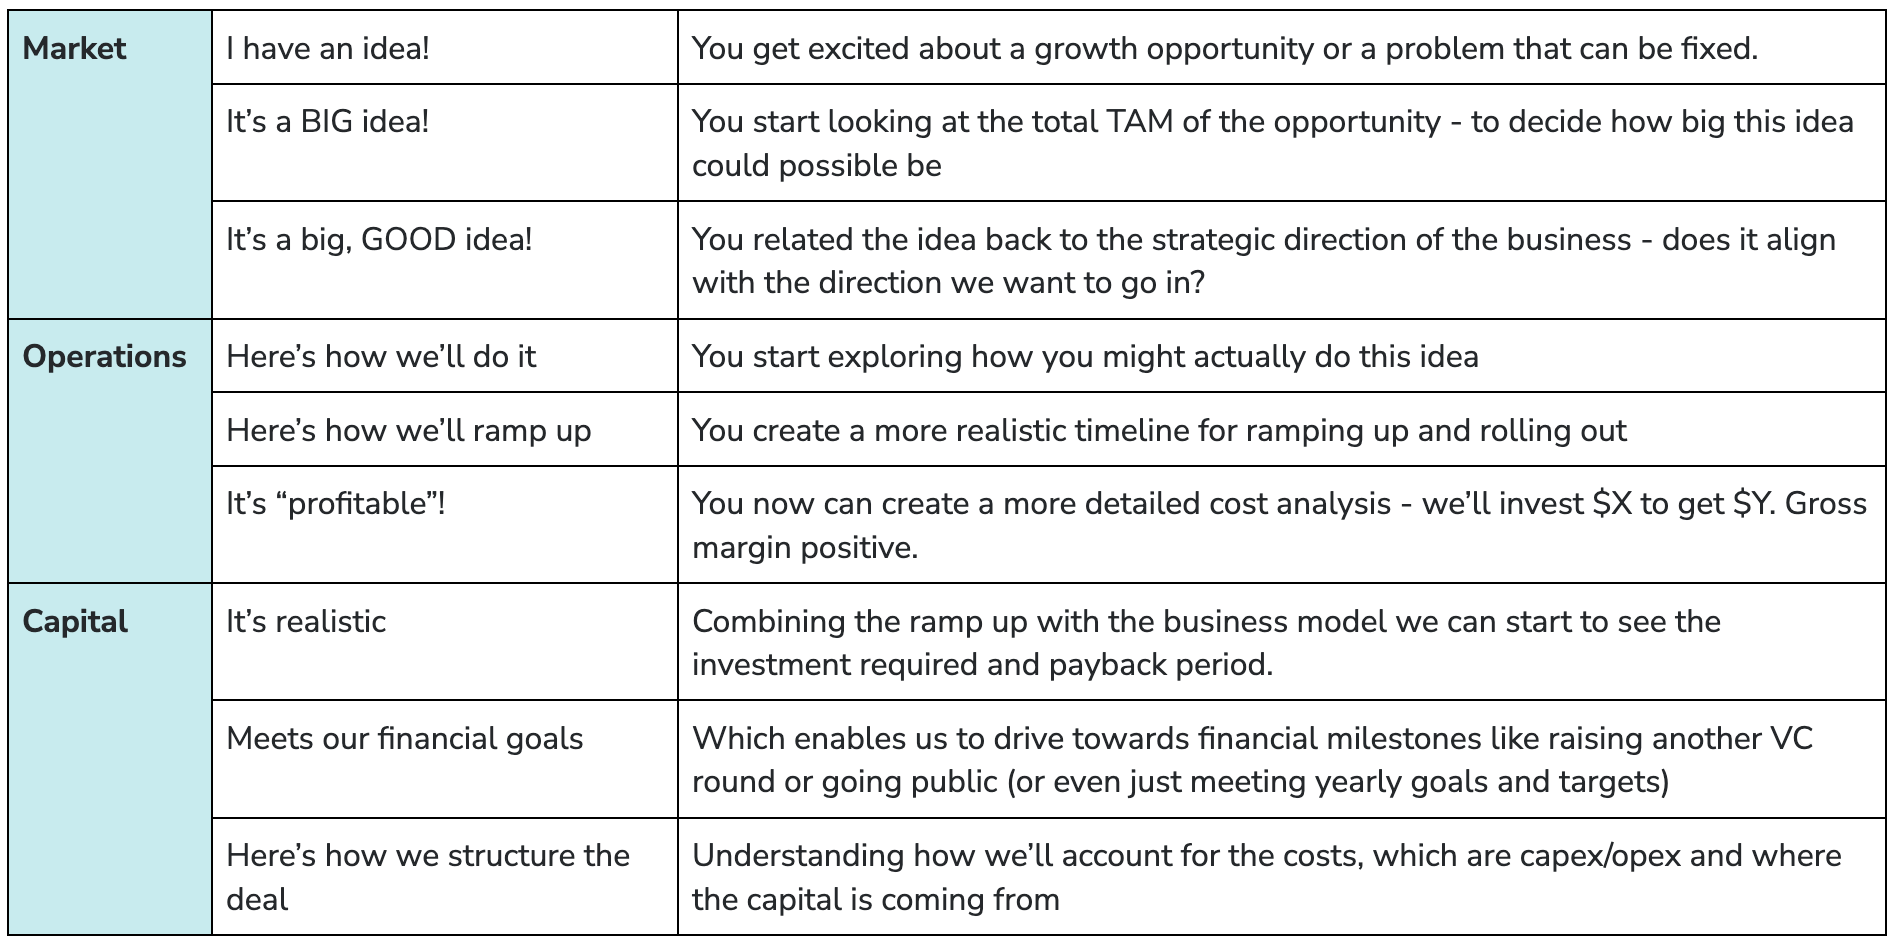 Market
I have an idea!
You get excited about a growth opportunity or a problem that can be fixed.
It’s a BIG idea!
You start looking at the total TAM of the opportunity - to decide how big this idea
could possible be
It’s a big, GOOD idea!
You related the idea back to the strategic direction of the business - does it align
with the direction we want to go in?
Operations
Here’s how we’ll do it
You start exploring how you might actually do this idea
Here’s how we’ll ramp up
You create a more realistic timeline for ramping up and rolling out
It’s “profitable”!
You now can create a more detailed cost analysis - we’ll invest $X to get $Y. Gross
margin positive.
Capital
It’s realistic
Combining the ramp up with the business model we can start to see the
investment required and payback period.
Meets our financial goals
Which enables us to drive towards financial milestones like raising another VC
round or going public (or even just meeting yearly goals and targets)
Here’s how we structure the
deal
Understanding how we’ll account for the costs, which are capex/opex and where
the capital is coming from